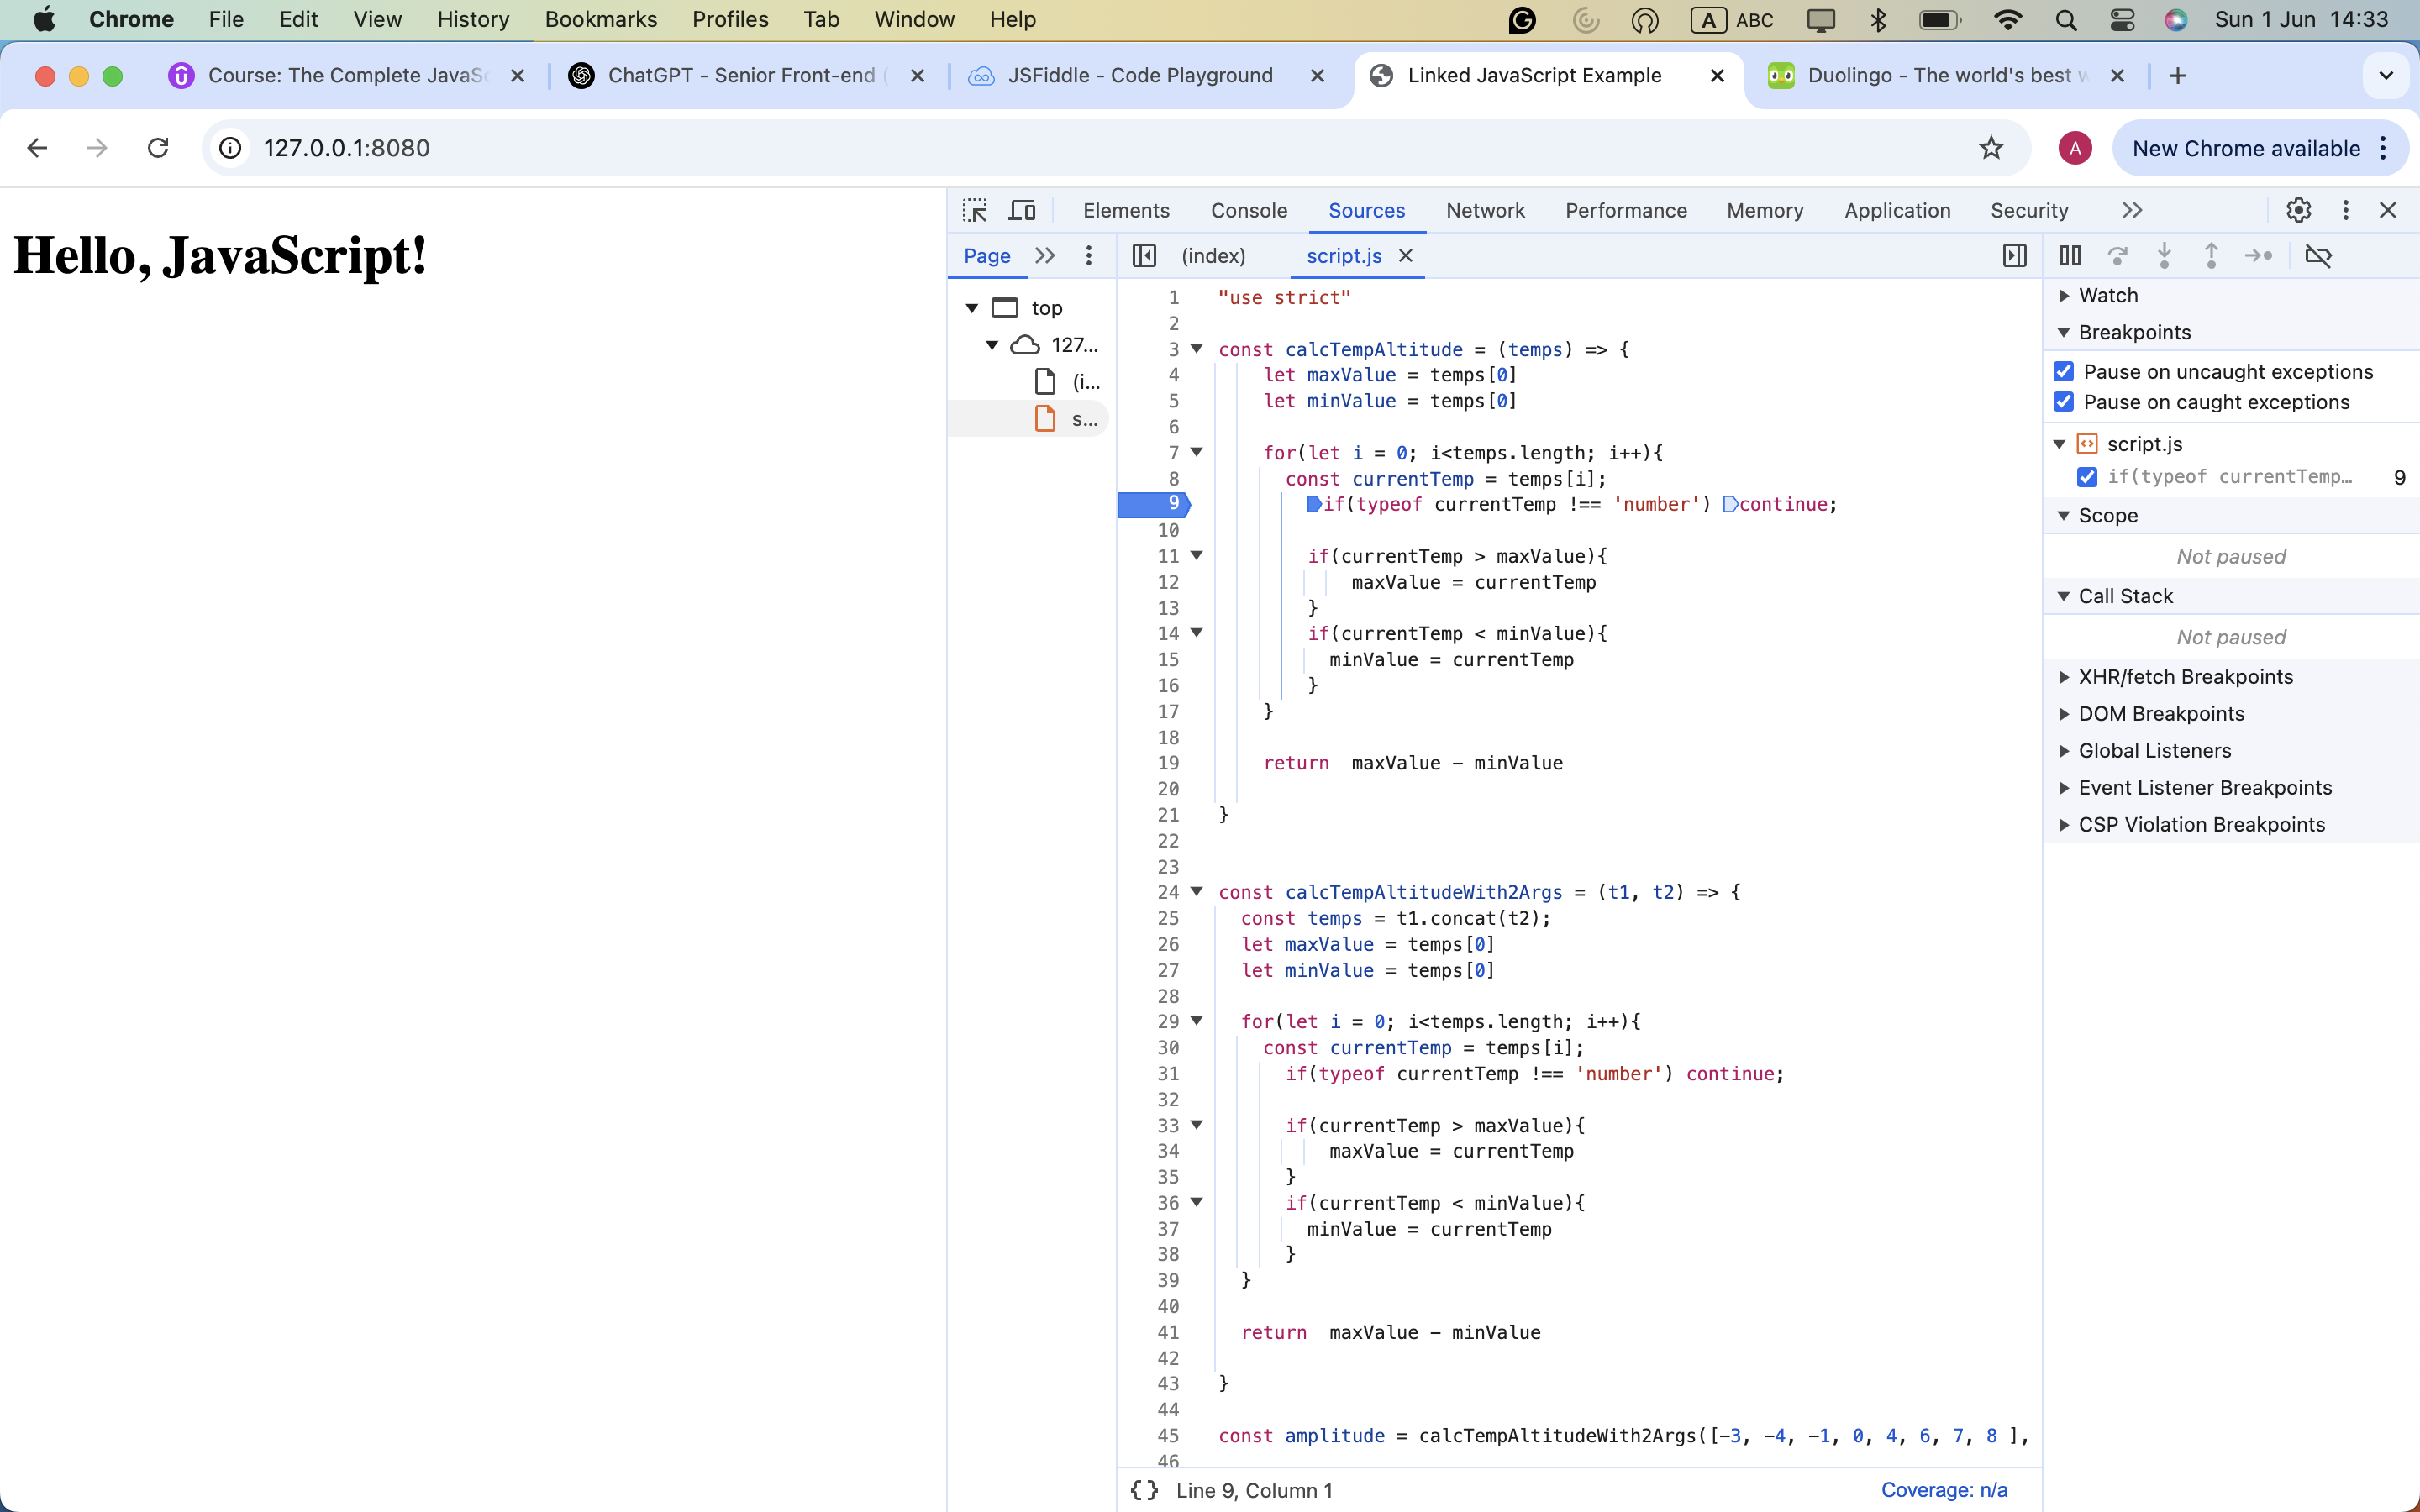 Chrome File Edit View History Bookmarks Profiles Tab Window Help A ABC Sun 1 Jun 14:33
Course: The Complete JavaSc ChatGPT - Senior Front-end ( JSFiddle - Code Playground Linked JavaScript Example Duolingo - The world's best w
127.0.0.1:8080 A New Chrome available
Hello, JavaScript!
Elements Console Sources Network Performance Memory Application Security
Page (index) script.js
top
127...
(i...
s...
1 "use strict"
2
3 const calcTempAltitude = (temps) => {
4 let maxValue = temps[0]
5 let minValue = temps[0]
6
7 for(let i = 0; i<temps.length; i++){
8 const currentTemp = temps[i];
9 if(typeof currentTemp !== 'number') continue;
10
11 if(currentTemp > maxValue){
12 maxValue = currentTemp
13 }
14 if(currentTemp < minValue){
15 minValue = currentTemp
16 }
17 }
18
19 return maxValue - minValue
20
21 }
22
23
24 const calcTempAltitudeWith2Args = (t1, t2) => {
25 const temps = t1.concat(t2);
26 let maxValue = temps[0]
27 let minValue = temps[0]
28
29 for(let i = 0; i<temps.length; i++){
30 const currentTemp = temps[i];
31 if(typeof currentTemp !== 'number') continue;
32
33 if(currentTemp > maxValue){
34 maxValue = currentTemp
35 }
36 if(currentTemp < minValue){
37 minValue = currentTemp
38 }
39 }
40
41 return maxValue - minValue
42
43 }
44
45 const amplitude = calcTempAltitudeWith2Args([-3, -4, -1, 0, 4, 6, 7, 8 ],
46
{} Line 9, Column 1 Coverage: n/a
Watch
Breakpoints
Pause on uncaught exceptions
Pause on caught exceptions
script.js
if(typeof currentTemp... 9
Scope
Not paused
Call Stack
Not paused
XHR/fetch Breakpoints
DOM Breakpoints
Global Listeners
Event Listener Breakpoints
CSP Violation Breakpoints